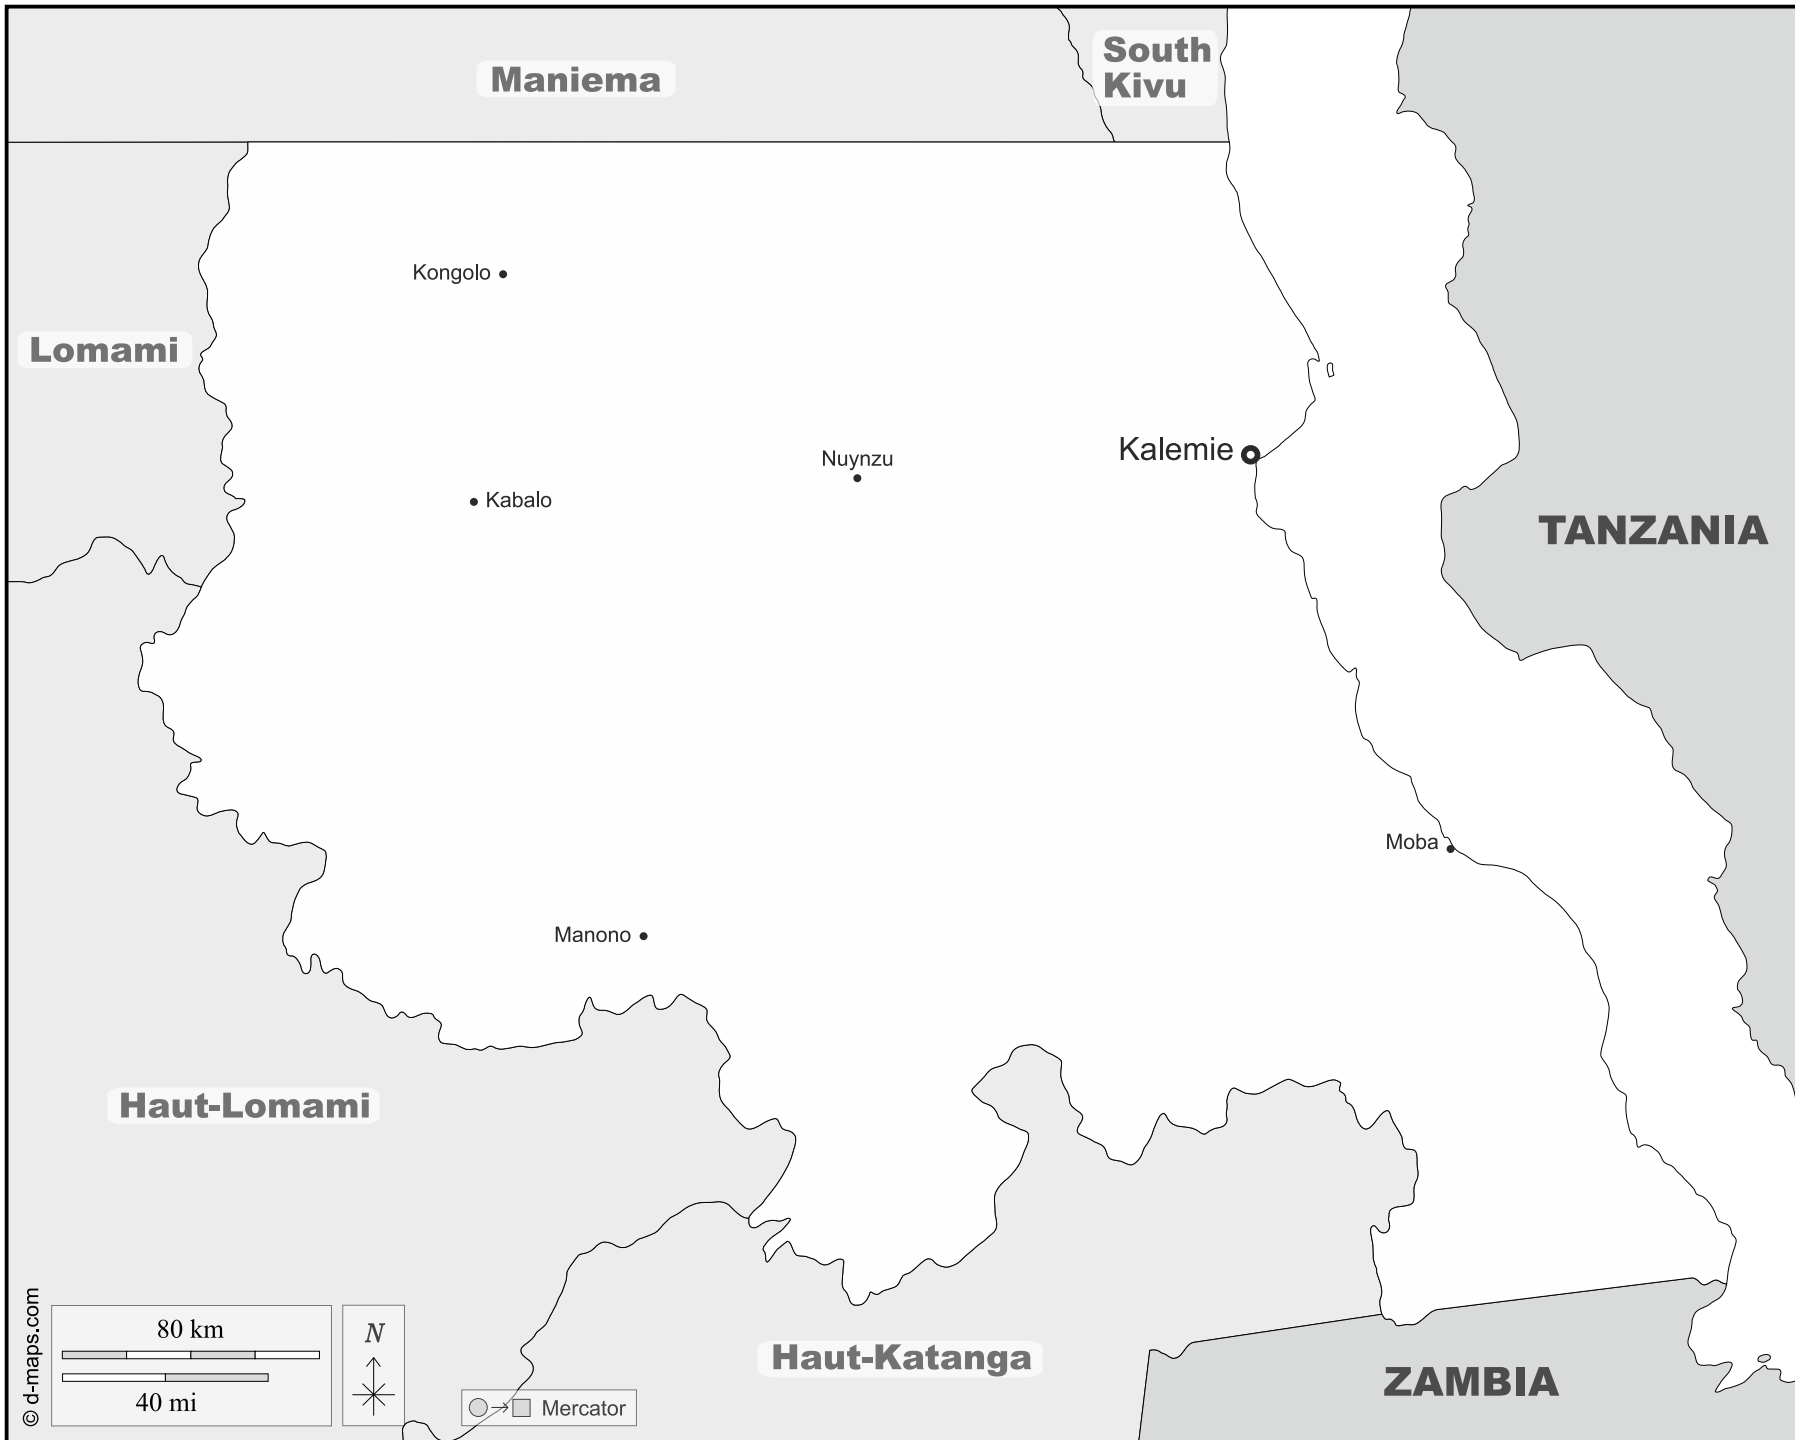 South
Kivu
Maniema
Kongolo
Lomami
Kalemie
Nuynzu
Kabalo
TANZANIA
Moba
Manono
Haut-Lomami
Haut-Katanga
ZAMBIA
© d-maps.com
80 km
40 mi
N
Mercator